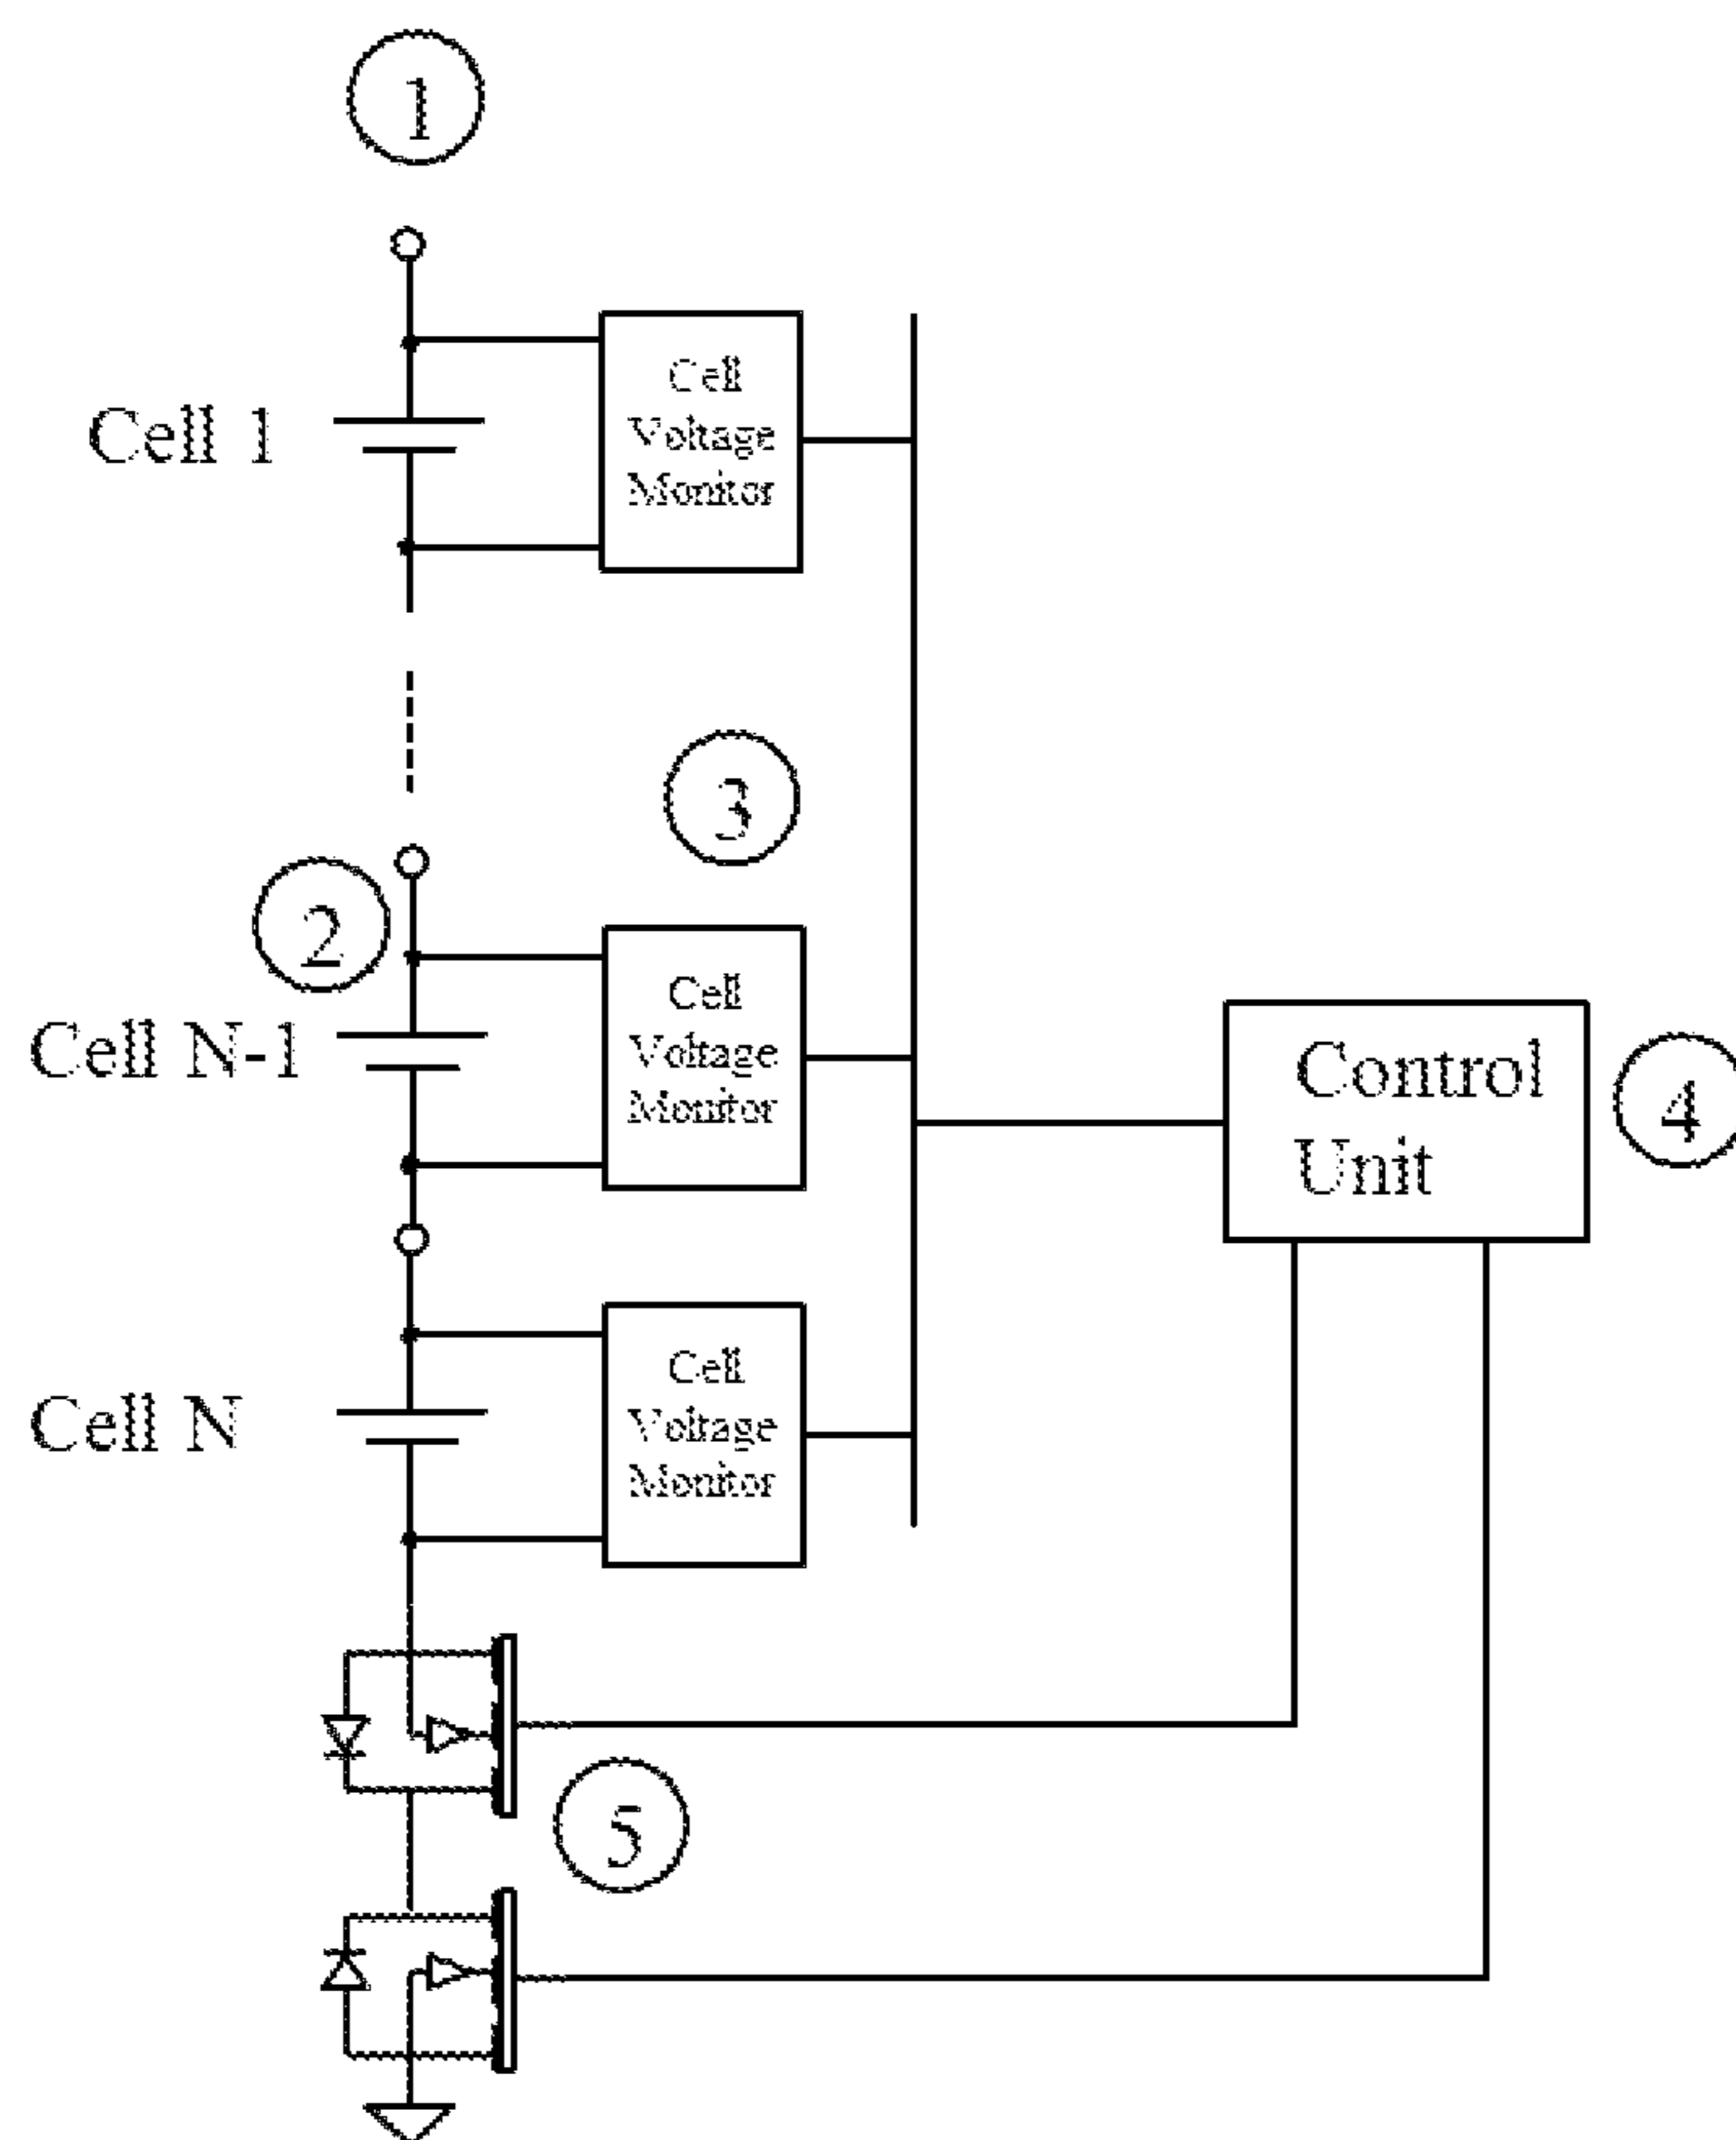 1
Cell 1
Cell
Voltage
Monitor
3
2
Cell N-1
Cell
Voltage
Monitor
Control
Unit
4
Cell N
Cell
Voltage
Monitor
5